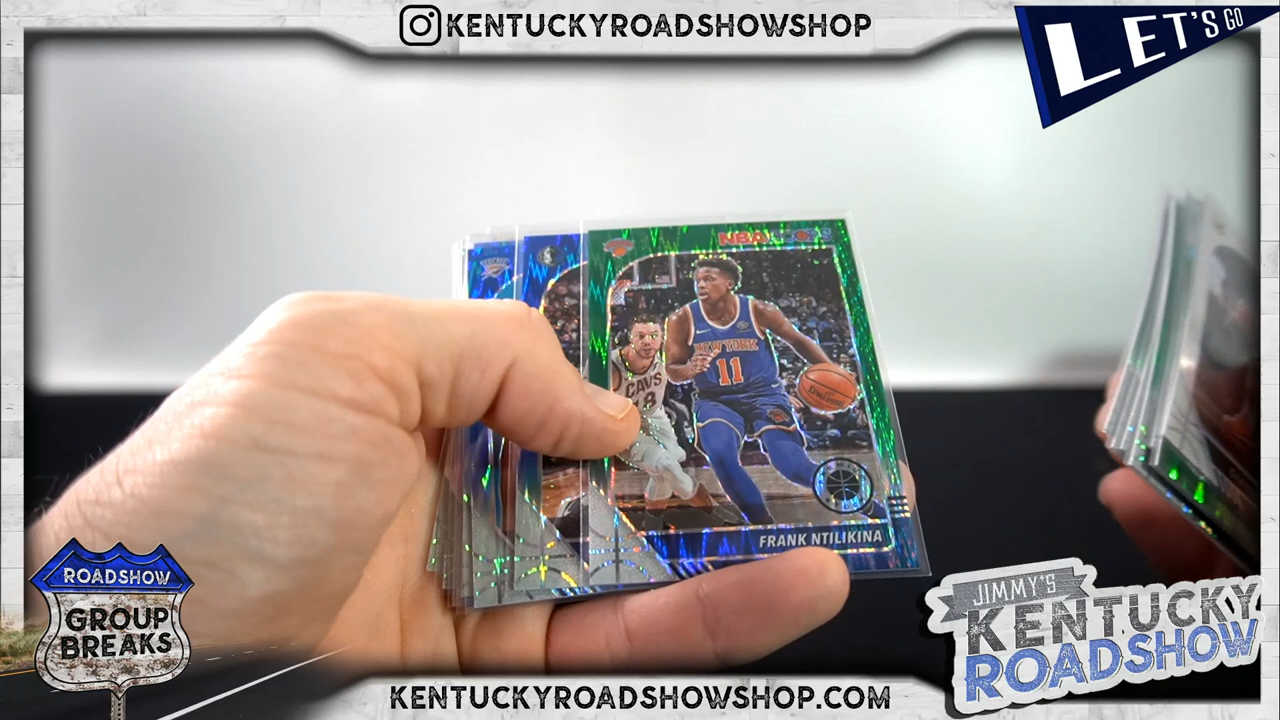 KENTUCKYROADSHOWSHOP
LET'S GO
NBA HOOPS
NEW YORK
11
CAVS
SPALDING
FRANK NTILIKINA
ROADSHOW
GROUP
BREAKS
JIMMY'S
KENTUCKY
ROADSHOW
KENTUCKYROADSHOWSHOP.COM